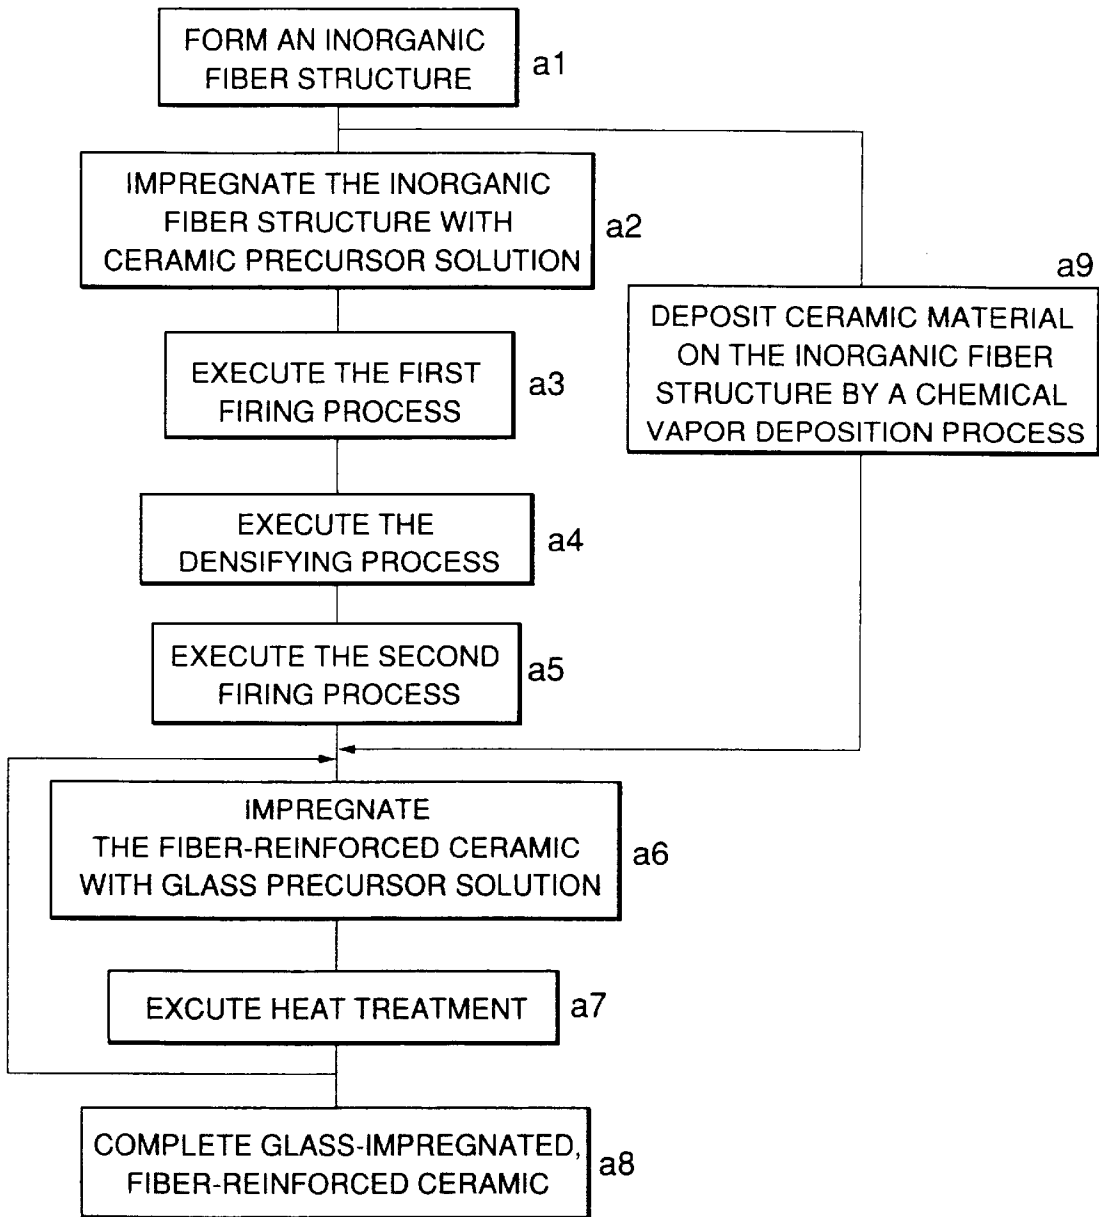 FORM AN INORGANIC
FIBER STRUCTURE
a1
IMPREGNATE THE INORGANIC
FIBER STRUCTURE WITH
CERAMIC PRECURSOR SOLUTION
a2
EXECUTE THE FIRST
FIRING PROCESS
a3
EXECUTE THE
DENSIFYING PROCESS
a4
EXECUTE THE SECOND
FIRING PROCESS
a5
a9
DEPOSIT CERAMIC MATERIAL
ON THE INORGANIC FIBER
STRUCTURE BY A CHEMICAL
VAPOR DEPOSITION PROCESS
IMPREGNATE
THE FIBER-REINFORCED CERAMIC
WITH GLASS PRECURSOR SOLUTION
a6
EXCUTE HEAT TREATMENT
a7
COMPLETE GLASS-IMPREGNATED,
FIBER-REINFORCED CERAMIC
a8